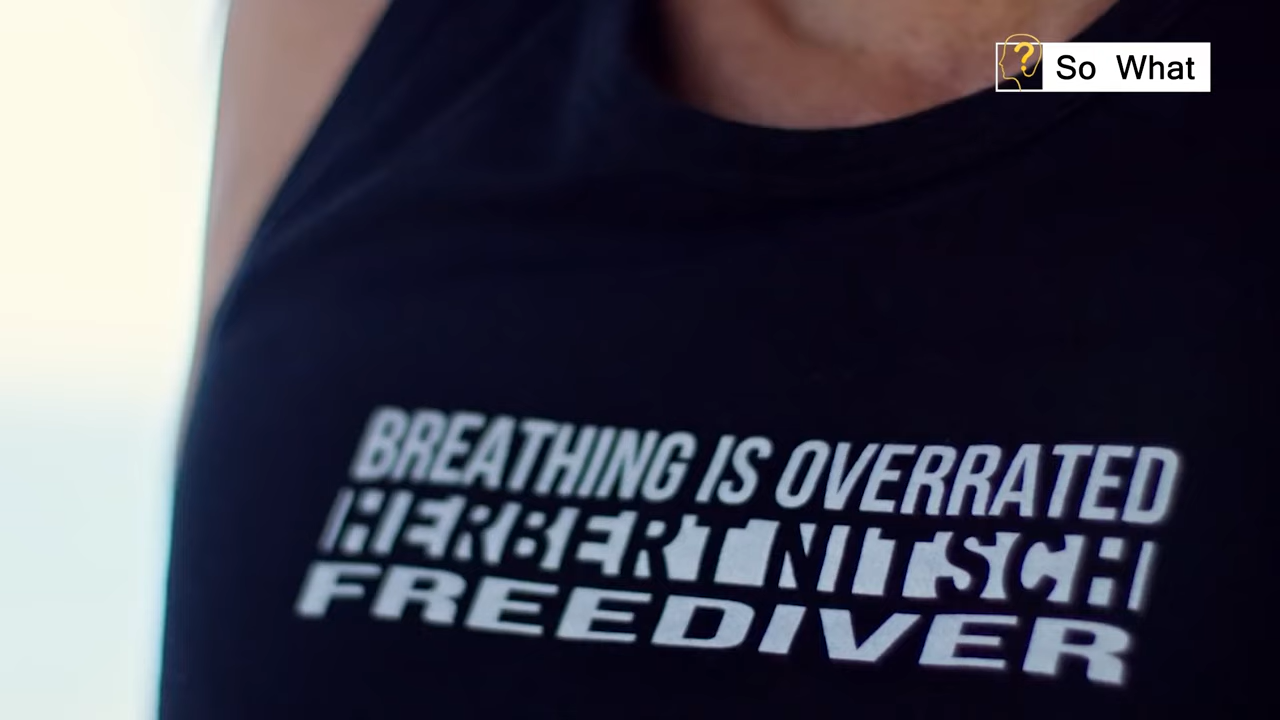 ? So What
BREATHING IS OVERRATED
HERBERT NITSCH
FREEDIVER